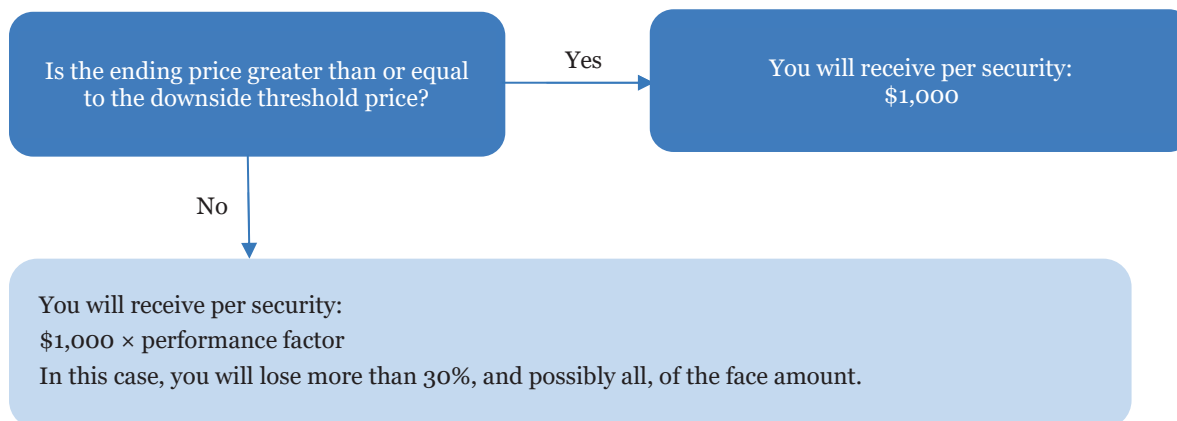 Is the ending price greater than or equal
to the downside threshold price?
Yes
You will receive per security:
$1,000
No
You will receive per security:
$1,000 × performance factor
In this case, you will lose more than 30%, and possibly all, of the face amount.